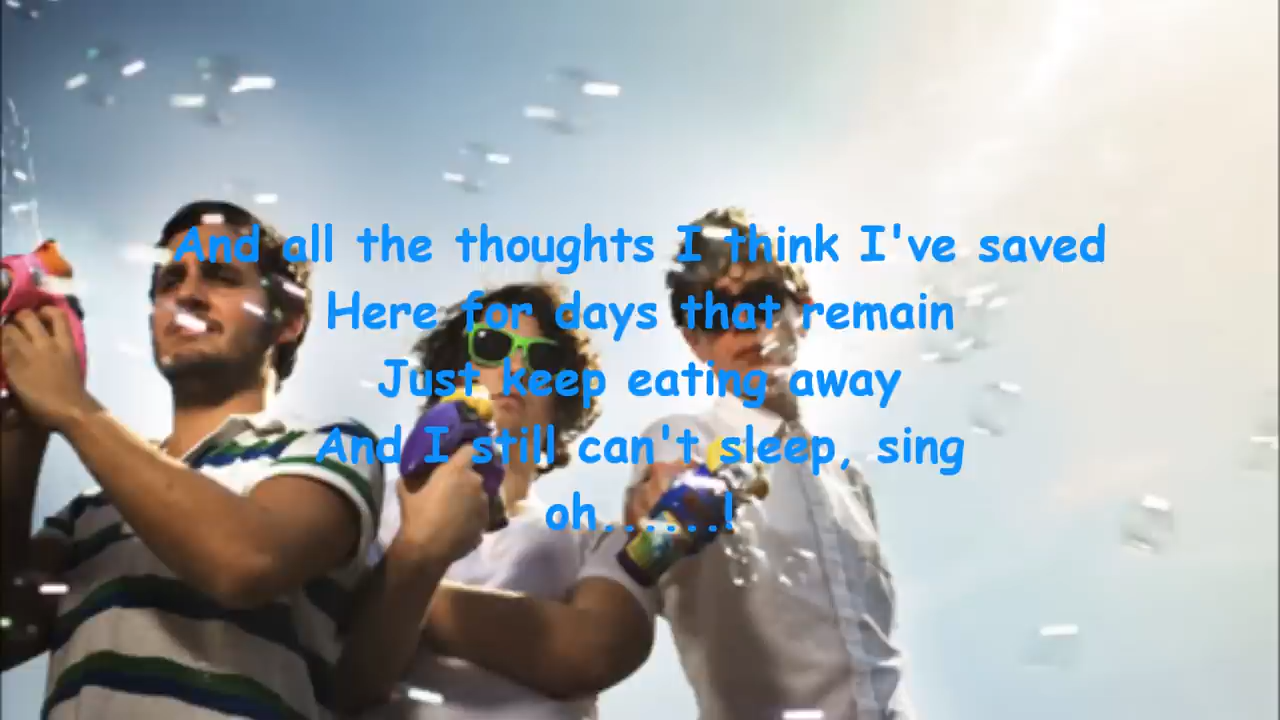 And all the thoughts I think I've saved
Here for days that remain
Just keep eating away
And I still can't sleep, sing
oh......!